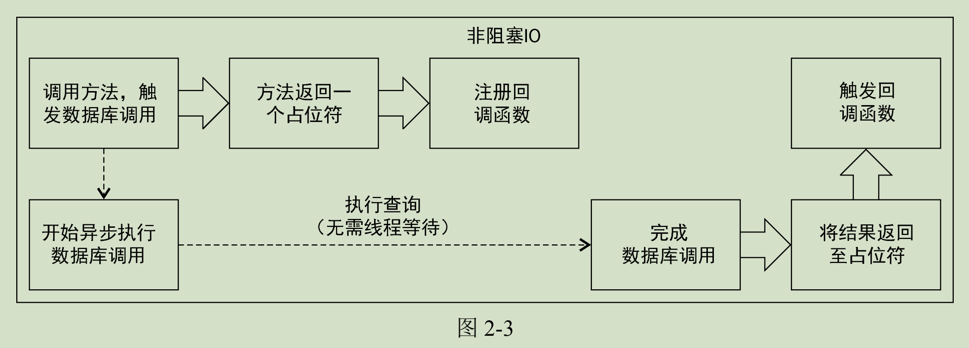 非阻塞IO
调用方法，触
发数据库调用
方法返回一
个占位符
注册回
调函数
触发回
调函数
开始异步执行
数据库调用
执行查询
（无需线程等待）
完成
数据库调用
将结果返回
至占位符
图 2-3